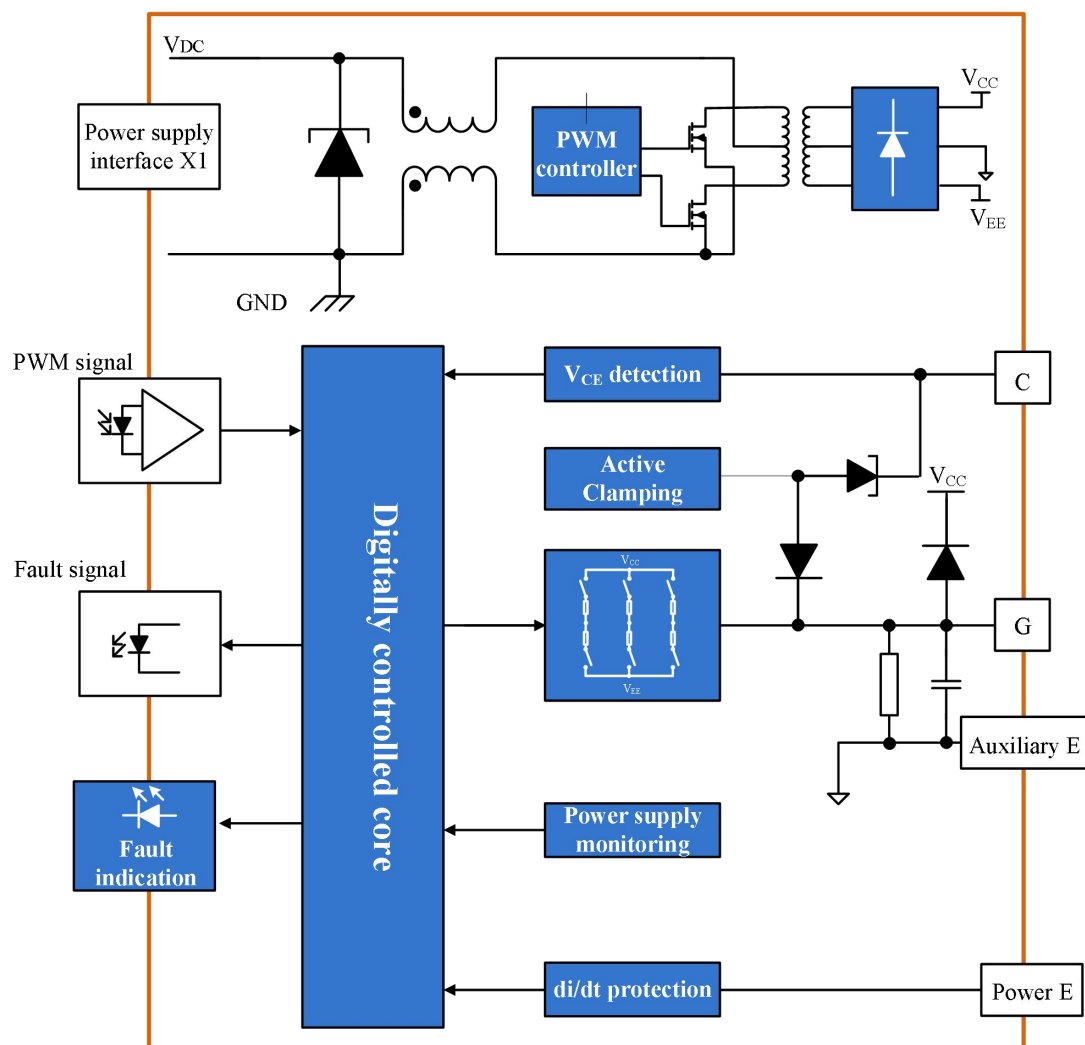 VDC
Power supply
interface X1
PWM
controller
VCC
VEE
GND
PWM signal
VCE detection
C
Active
Clamping
VCC
Digitally controlled core
Fault signal
VCC
VEE
G
Auxiliary E
Fault
indication
Power supply
monitoring
di/dt protection
Power E